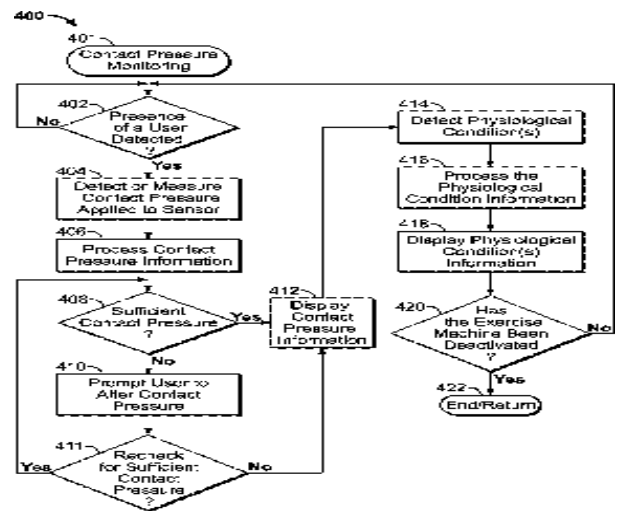 400
401
Contact Pressure
Monitoring
402
Presence
of a User
Detected
?
No
Yes
404
Detect or Measure
Contact Pressure
Applied to Sensor
406
Process Contact
Pressure Information
408
Sufficient
Contact Pressure
?
Yes
No
410
Prompt User to
Alter Contact
Pressure
411
Recheck
for Sufficient
Contact
Pressure
?
Yes
No
412
Display
Contact
Pressure
Information
414
Detect Physiological
Condition(s)
416
Process the
Physiological
Condition Information
418
Display Physiological
Condition(s)
Information
420
Has
the Exercise
Machine Been
Deactivated
?
No
Yes
422
End/Return